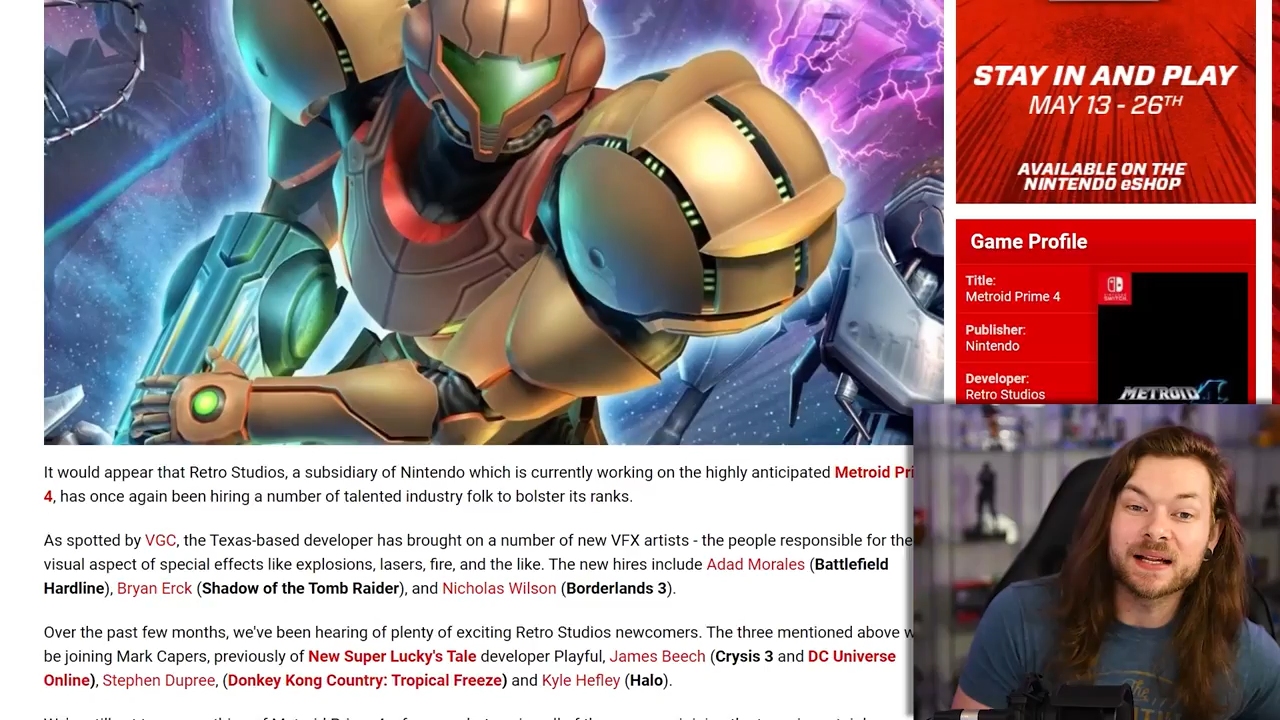 STAY IN AND PLAY
MAY 13 - 26TH
AVAILABLE ON THE
NINTENDO eSHOP
Game Profile
Title:
Metroid Prime 4
Publisher:
Nintendo
Developer:
Retro Studios
METROID 4
It would appear that Retro Studios, a subsidiary of Nintendo which is currently working on the highly anticipated Metroid Pri
4, has once again been hiring a number of talented industry folk to bolster its ranks.
As spotted by VGC, the Texas-based developer has brought on a number of new VFX artists - the people responsible for the
visual aspect of special effects like explosions, lasers, fire, and the like. The new hires include Adad Morales (Battlefield
Hardline), Bryan Erck (Shadow of the Tomb Raider), and Nicholas Wilson (Borderlands 3).
Over the past few months, we've been hearing of plenty of exciting Retro Studios newcomers. The three mentioned above w
be joining Mark Capers, previously of New Super Lucky's Tale developer Playful, James Beech (Crysis 3 and DC Universe
Online), Stephen Dupree, (Donkey Kong Country: Tropical Freeze) and Kyle Hefley (Halo).